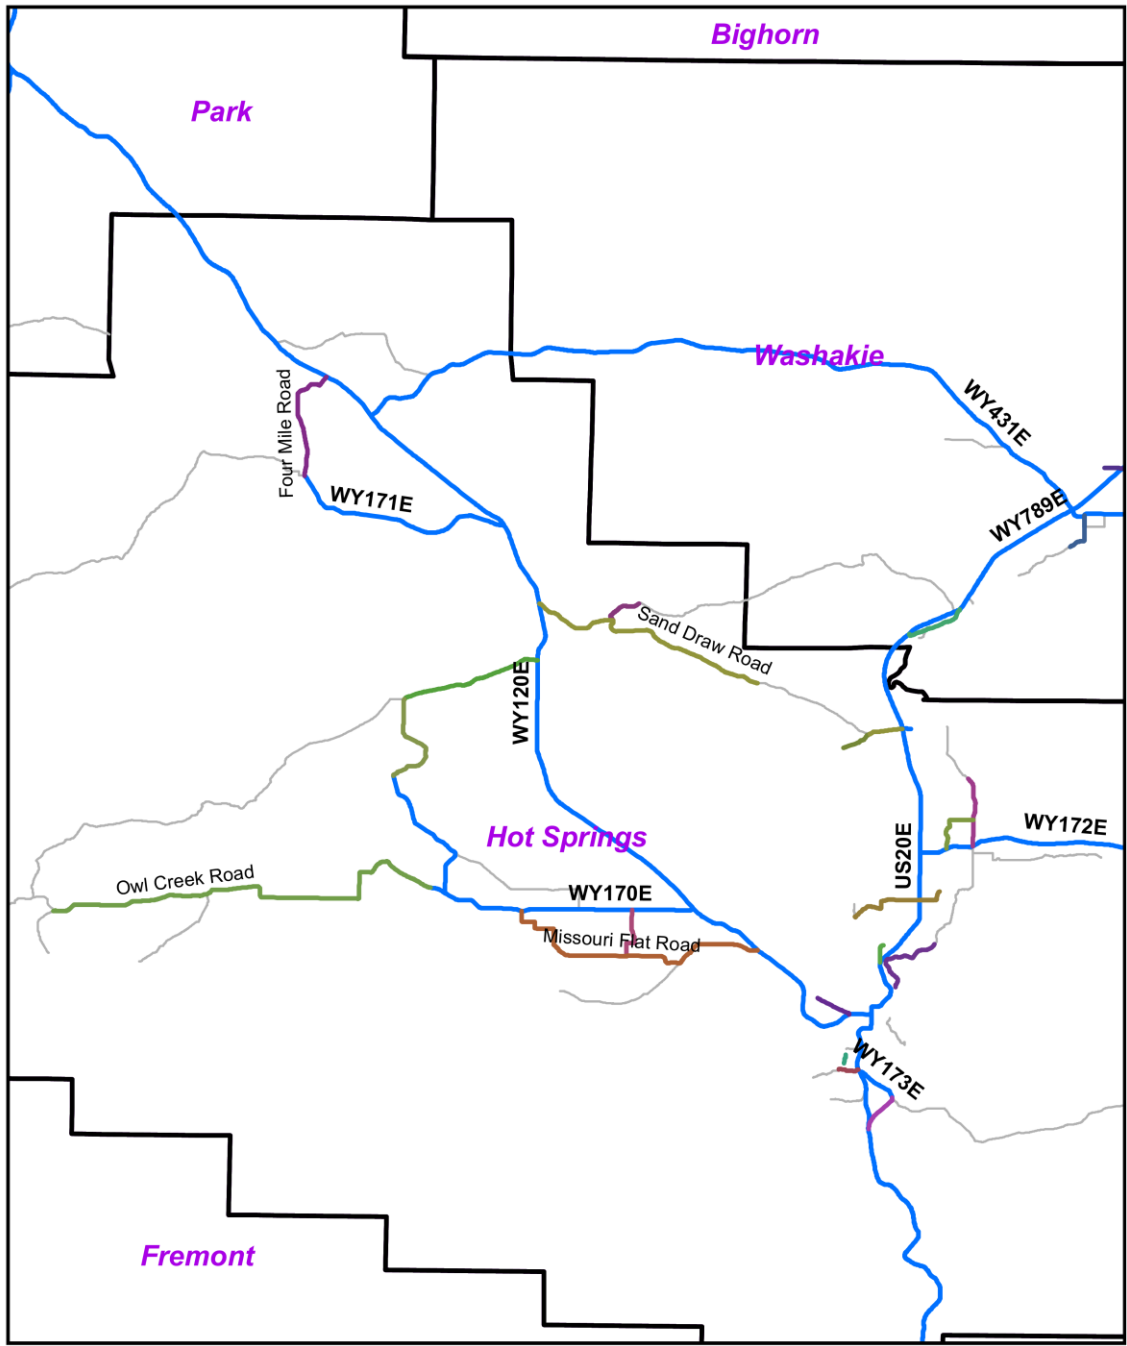 Bighorn
Park
Washakie
WY431E
Four Mile Road
WY171E
WY789E
Sand Draw Road
WY120E
Hot Springs
WY172E
US20E
Owl Creek Road
WY170E
Missouri Flat Road
WY173E
Fremont